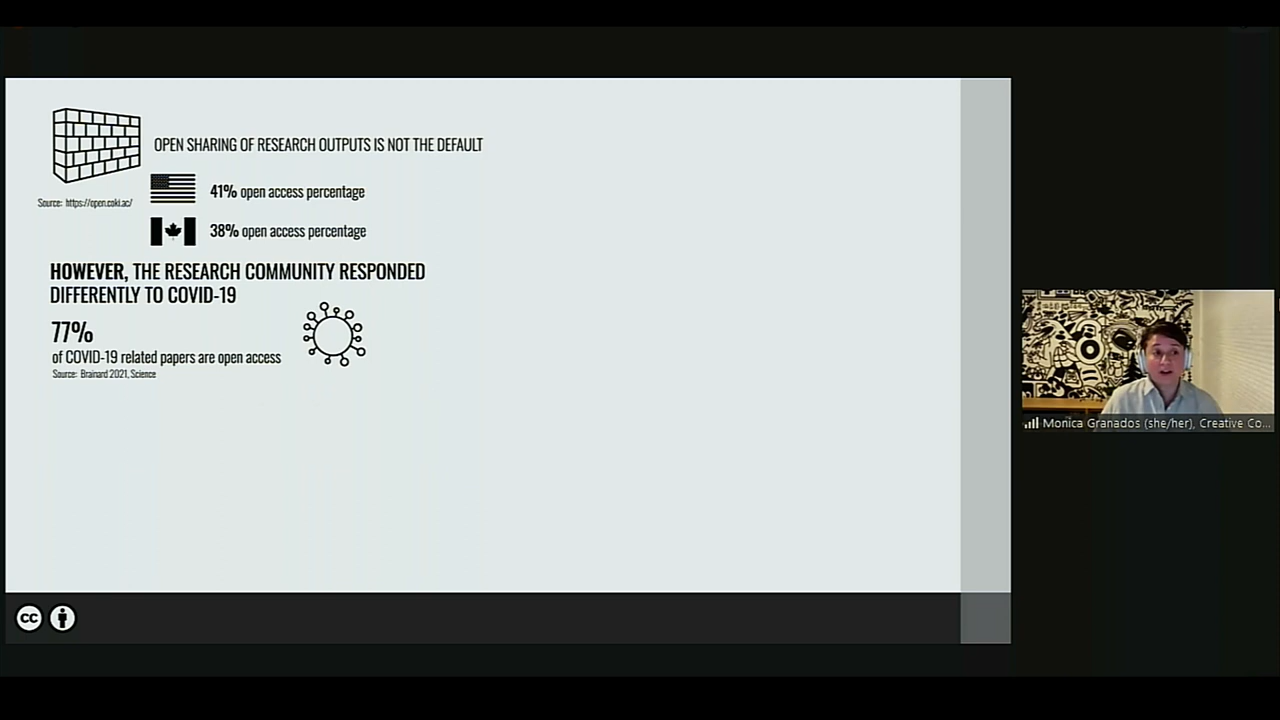 OPEN SHARING OF RESEARCH OUTPUTS IS NOT THE DEFAULT
Source: https://open.coki.ac/
41% open access percentage
38% open access percentage
HOWEVER, THE RESEARCH COMMUNITY RESPONDED
DIFFERENTLY TO COVID-19
77%
of COVID-19 related papers are open access
Source: Brainard 2021, Science
cc
Monica Granados (she/her), Creative Co...